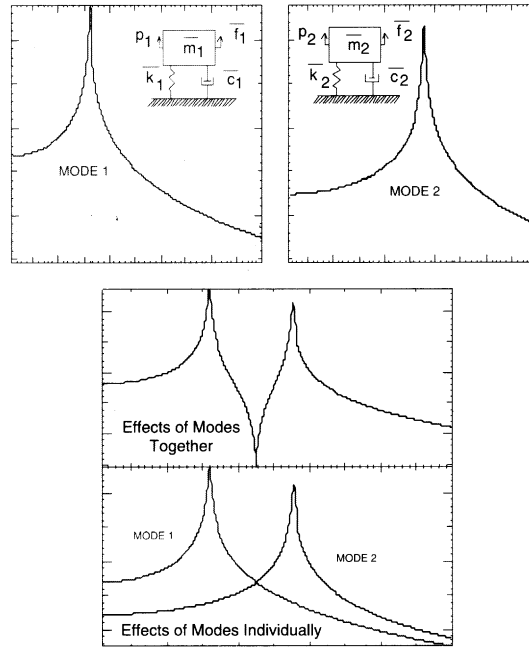 p1 m̅1 f̅1
k̅1 c̅1
MODE 1
p2 m̅2 f̅2
k̅2 c̅2
MODE 2
Effects of Modes
Together
MODE 1
MODE 2
Effects of Modes Individually